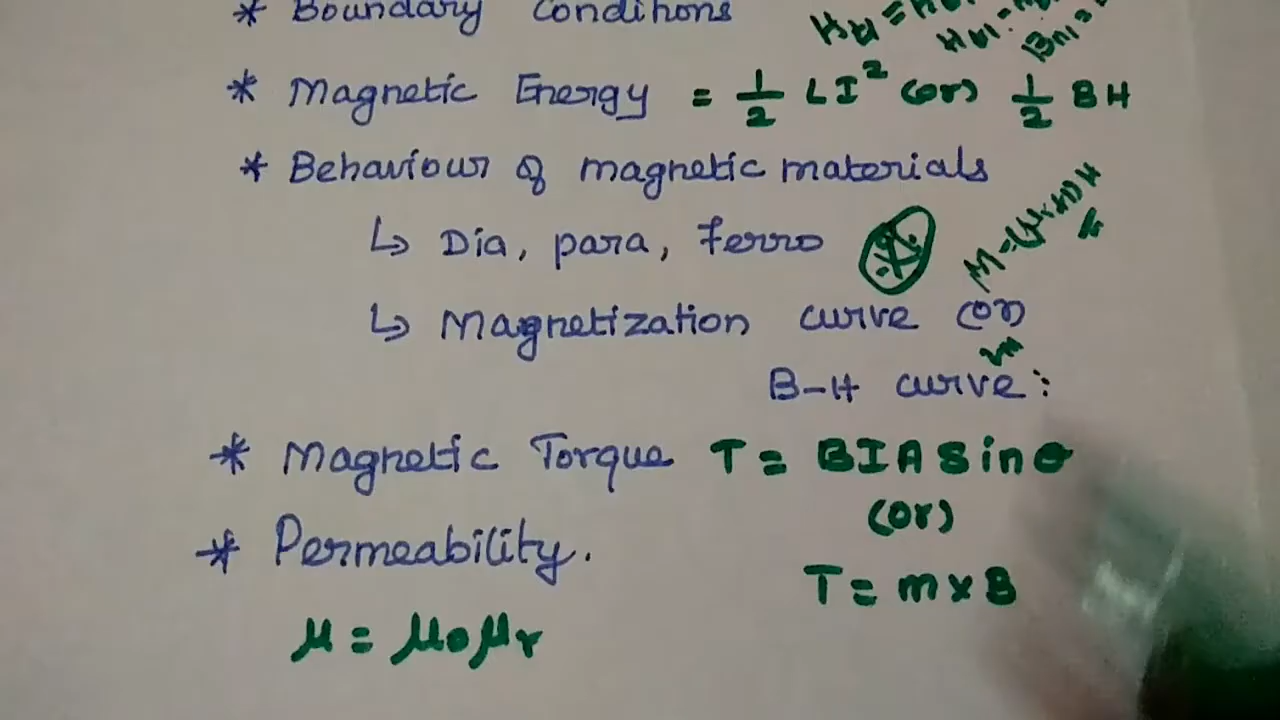 * Boundary Conditions
* Magnetic Energy = 1/2 LI² (or) 1/2 BH
* Behaviour of magnetic materials
↳ Dia, para, ferro
↳ Magnetization curve (or)
B-H curve:
* Magnetic Torque T = BIA Sinθ
(or)
T = m x B
* Permeability.
μ = μ₀μᵣ